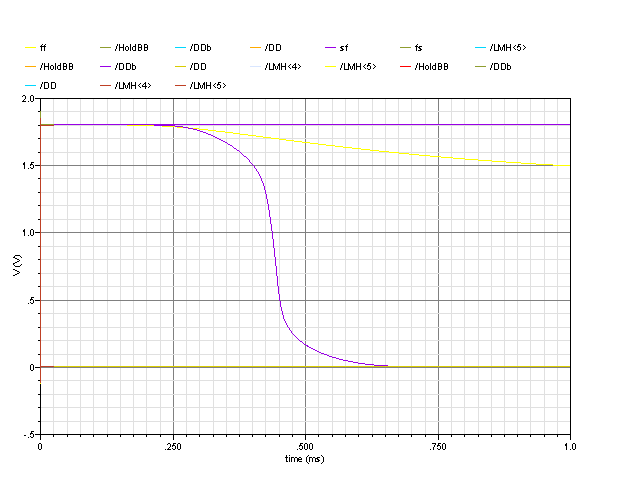 ff /HoldBB /DDb /DD sf fs /LMH<5>
/HoldBB /DDb /DD /LMH<4> /LMH<5> /HoldBB /DDb
/DD /LMH<4> /LMH<5>
2.0
1.5
1.0
.5
0
-.5
V(V)
0 .250 .500 .750 1.0
time (ms)